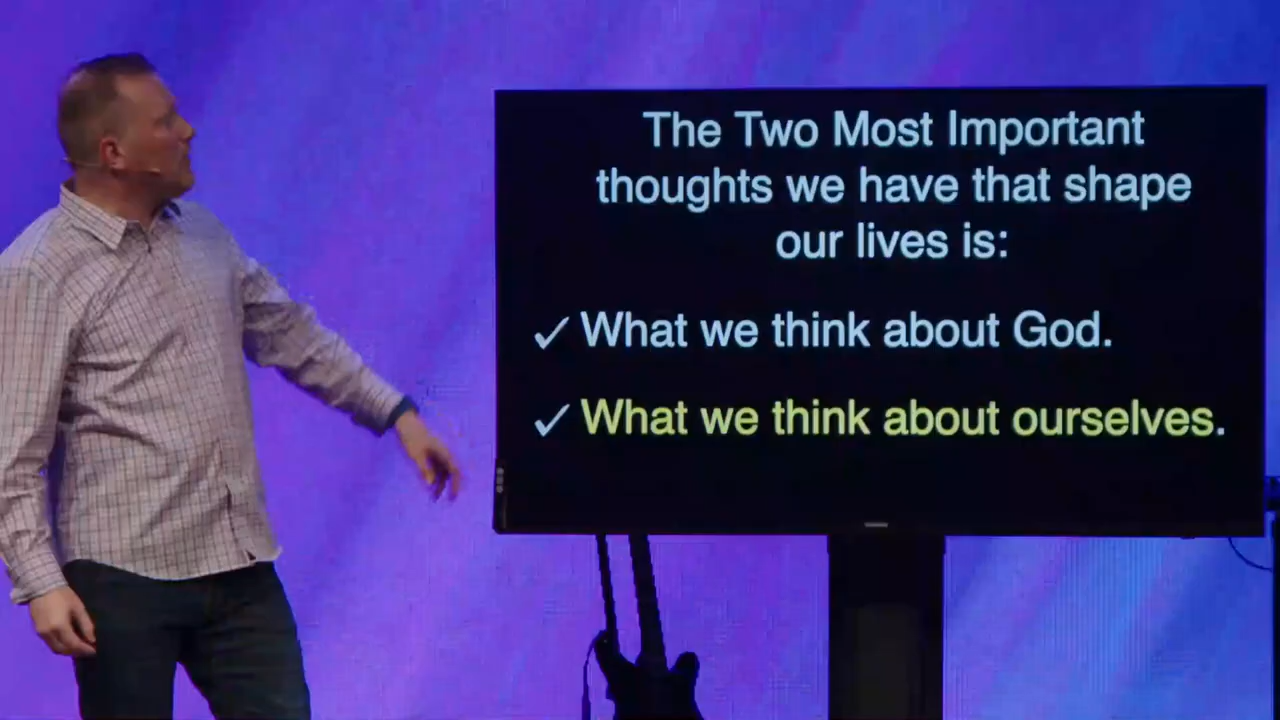 The Two Most Important
thoughts we have that shape
our lives is:
✓ What we think about God.
✓ What we think about ourselves.